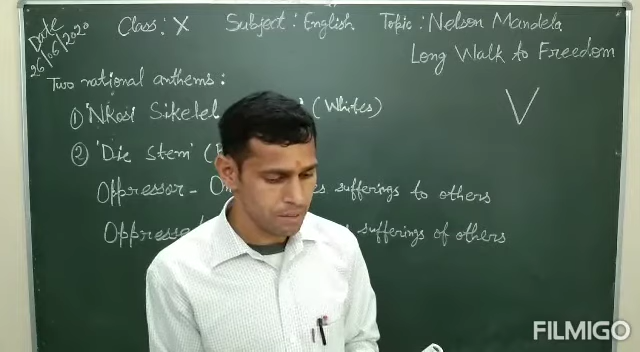 Date
26/06/2020
Class: X Subject: English Topic: Nelson Mandela
Long Walk to Freedom
Two national anthems:
① 'Nkosi Sikelel (Whites)
V
② 'Die stem' (
Oppressor - sufferings to others
sufferings of others
FILMIGO